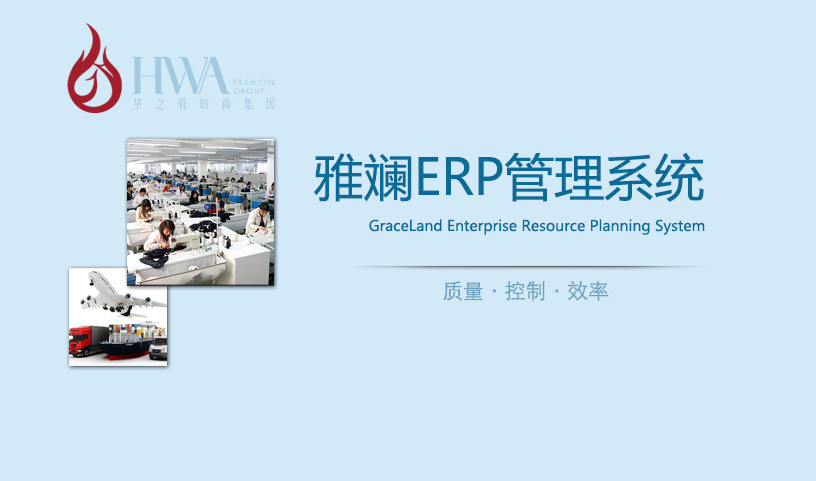 HWA
FASHION
GROUP
华之爱时尚集团
雅斓ERP管理系统
GraceLand Enterprise Resource Planning System
质量·控制·效率